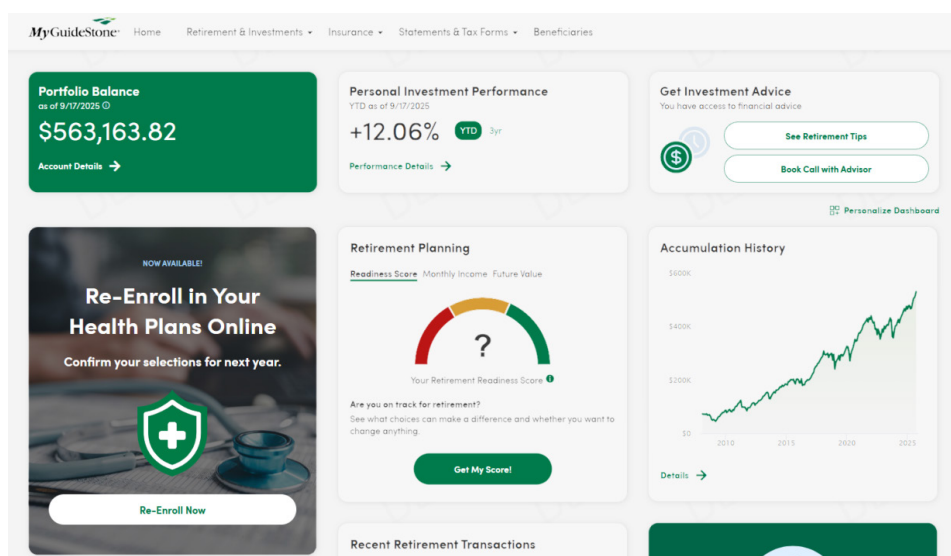 MyGuideStone
Home
Retirement & Investments
Insurance
Statements & Tax Forms
Beneficiaries
Portfolio Balance
as of 9/17/2025
$563,163.82
Account Details →
Personal Investment Performance
YTD as of 9/17/2025
+12.06% YTD 3yr
Performance Details →
Get Investment Advice
You have access to financial advice
$
See Retirement Tips
Book Call with Advisor
Personalize Dashboard
NOW AVAILABLE!
Re-Enroll in Your
Health Plans Online
Confirm your selections for next year.
Re-Enroll Now
Retirement Planning
Readiness Score Monthly Income Future Value
?
Your Retirement Readiness Score
Are you on track for retirement?
See what choices can make a difference and whether you want to
change anything.
Get My Score!
Accumulation History
$600K
$400K
$200K
$0
2010 2015 2020 2025
Details →
Recent Retirement Transactions